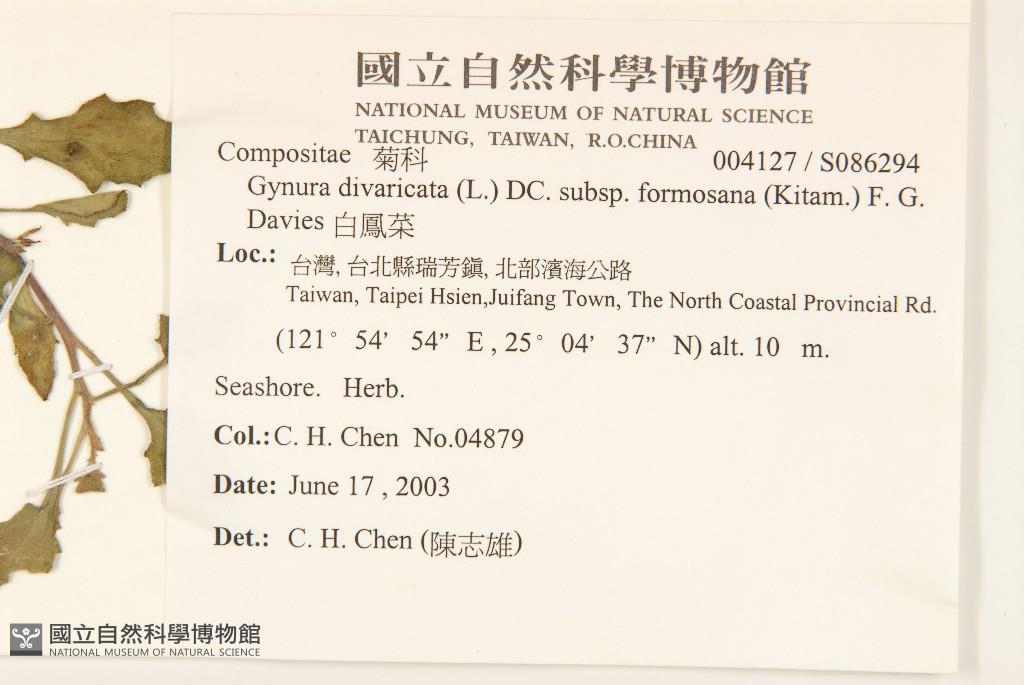 國立自然科學博物館
NATIONAL MUSEUM OF NATURAL SCIENCE
TAICHUNG, TAIWAN, R.O.CHINA
Compositae 菊科 004127 / S086294
Gynura divaricata (L.) DC. subsp. formosana (Kitam.) F. G.
Davies 白鳳菜
Loc.: 台灣, 台北縣瑞芳鎮, 北部濱海公路
Taiwan, Taipei Hsien,Juifang Town, The North Coastal Provincial Rd.
(121° 54’ 54” E , 25° 04’ 37” N) alt. 10 m.
Seashore. Herb.
Col.: C. H. Chen No.04879
Date: June 17 , 2003
Det.: C. H. Chen (陳志雄)
國立自然科學博物館
NATIONAL MUSEUM OF NATURAL SCIENCE